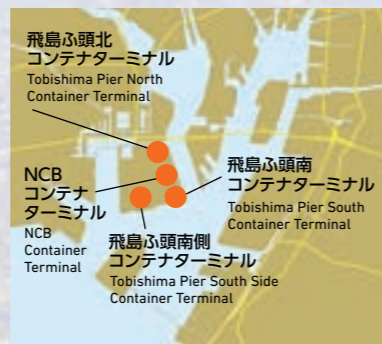 飛島ふ頭北
コンテナターミナル
Tobishima Pier North
Container Terminal
NCB
コンテナ
ターミナル
NCB
Container
Terminal
飛島ふ頭南
コンテナターミナル
Tobishima Pier South
Container Terminal
飛島ふ頭南側
コンテナターミナル
Tobishima Pier South Side
Container Terminal